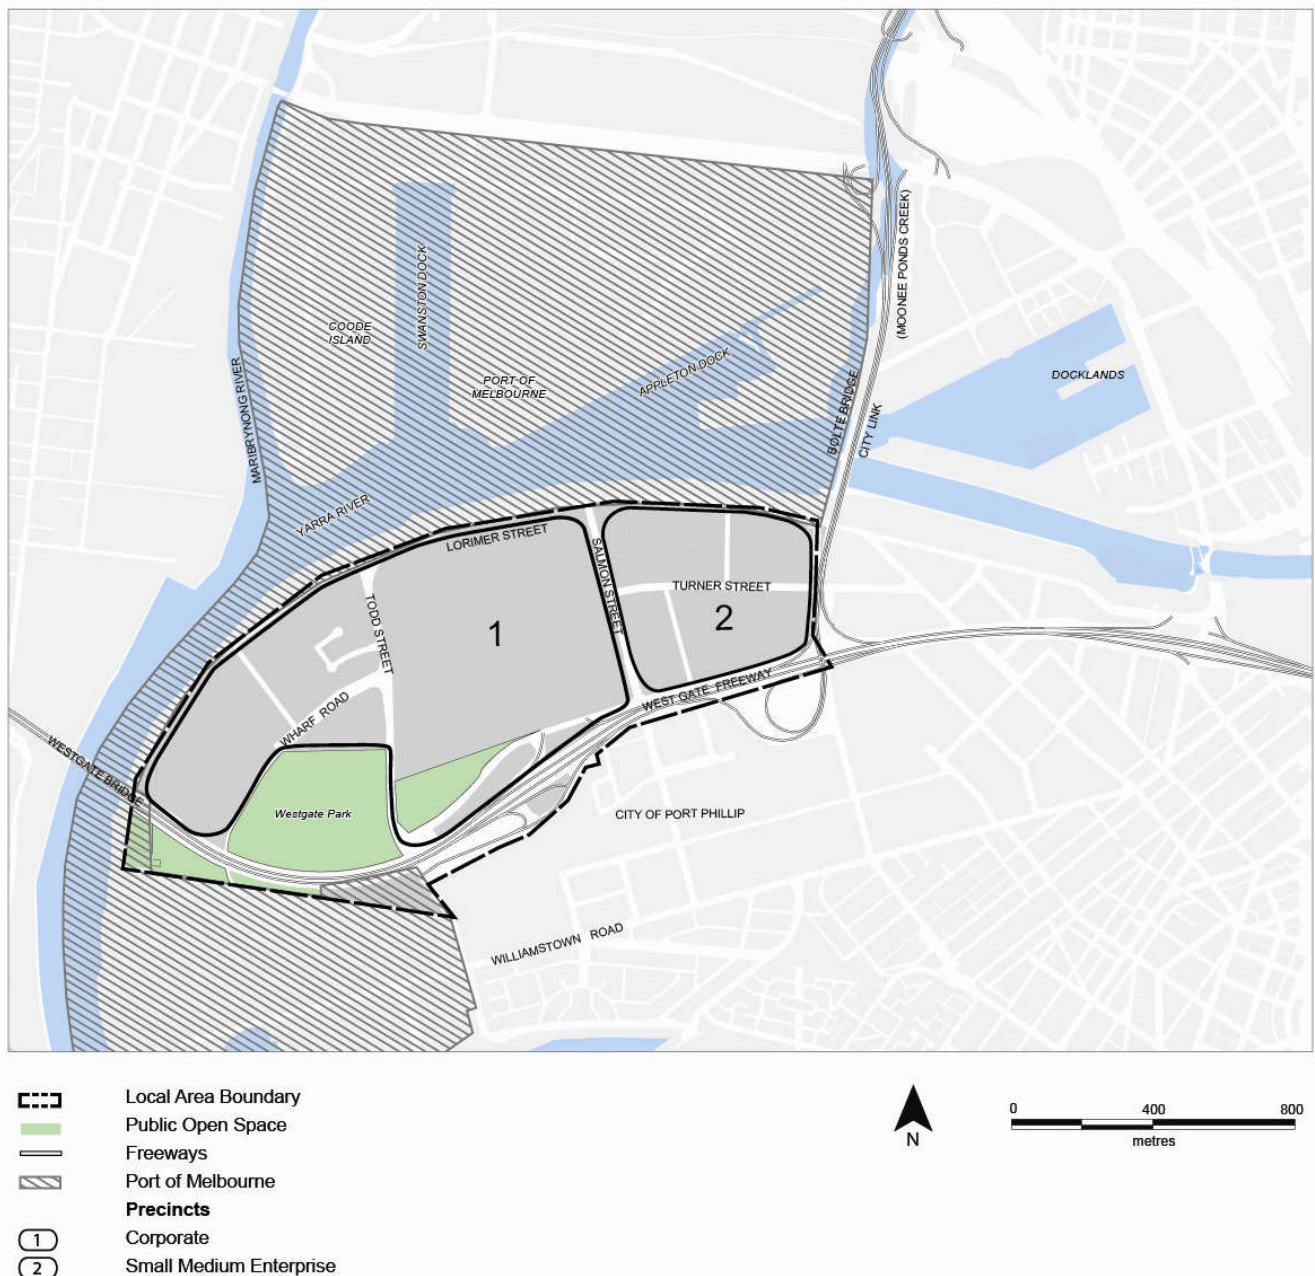 (MOONEE PONDS CREEK)
SWANSTON DOCK
COODE
ISLAND
PORT OF
MELBOURNE
APPLETON DOCK
DOCKLANDS
MARIBRYNONG RIVER
BOLTE BRIDGE
CITY LINK
YARRA RIVER
LORIMER STREET
SALMON STREET
TURNER STREET
TODD STREET
1
2
WHARF ROAD
WEST GATE FREEWAY
WESTGATE BRIDGE
Westgate Park
CITY OF PORT PHILLIP
WILLIAMSTOWN ROAD
Local Area Boundary
Public Open Space
Freeways
Port of Melbourne
Precincts
1 Corporate
2 Small Medium Enterprise
N
0 400 800
metres